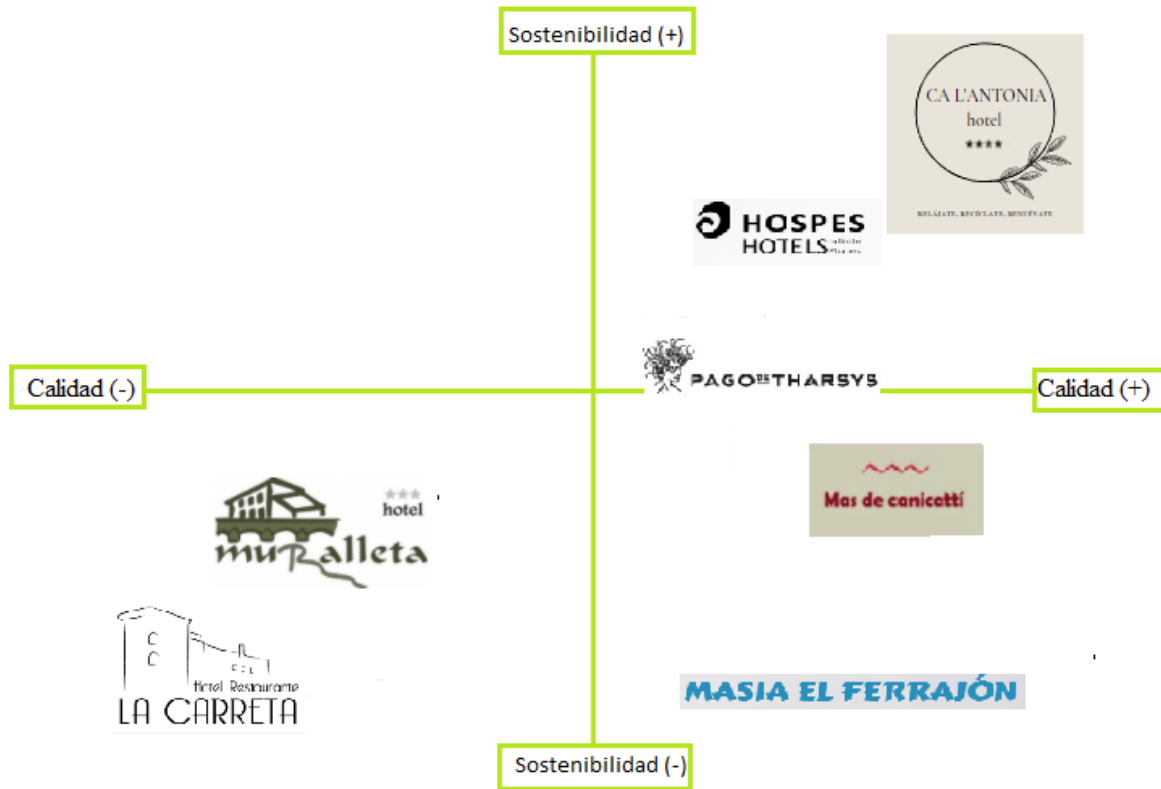 Sostenibilidad (+)
CA L'ANTONIA
hotel
RELÁJATE, RECÍCLATE, RENUÉVATE
HOSPES
HOTELS
PAGO DE THARSYS
Calidad (-)
Calidad (+)
Mas de canicattí
hotel
muRalleta
Hotel Restaurante
LA CARRETA
MASIA EL FERRAJÓN
Sostenibilidad (-)